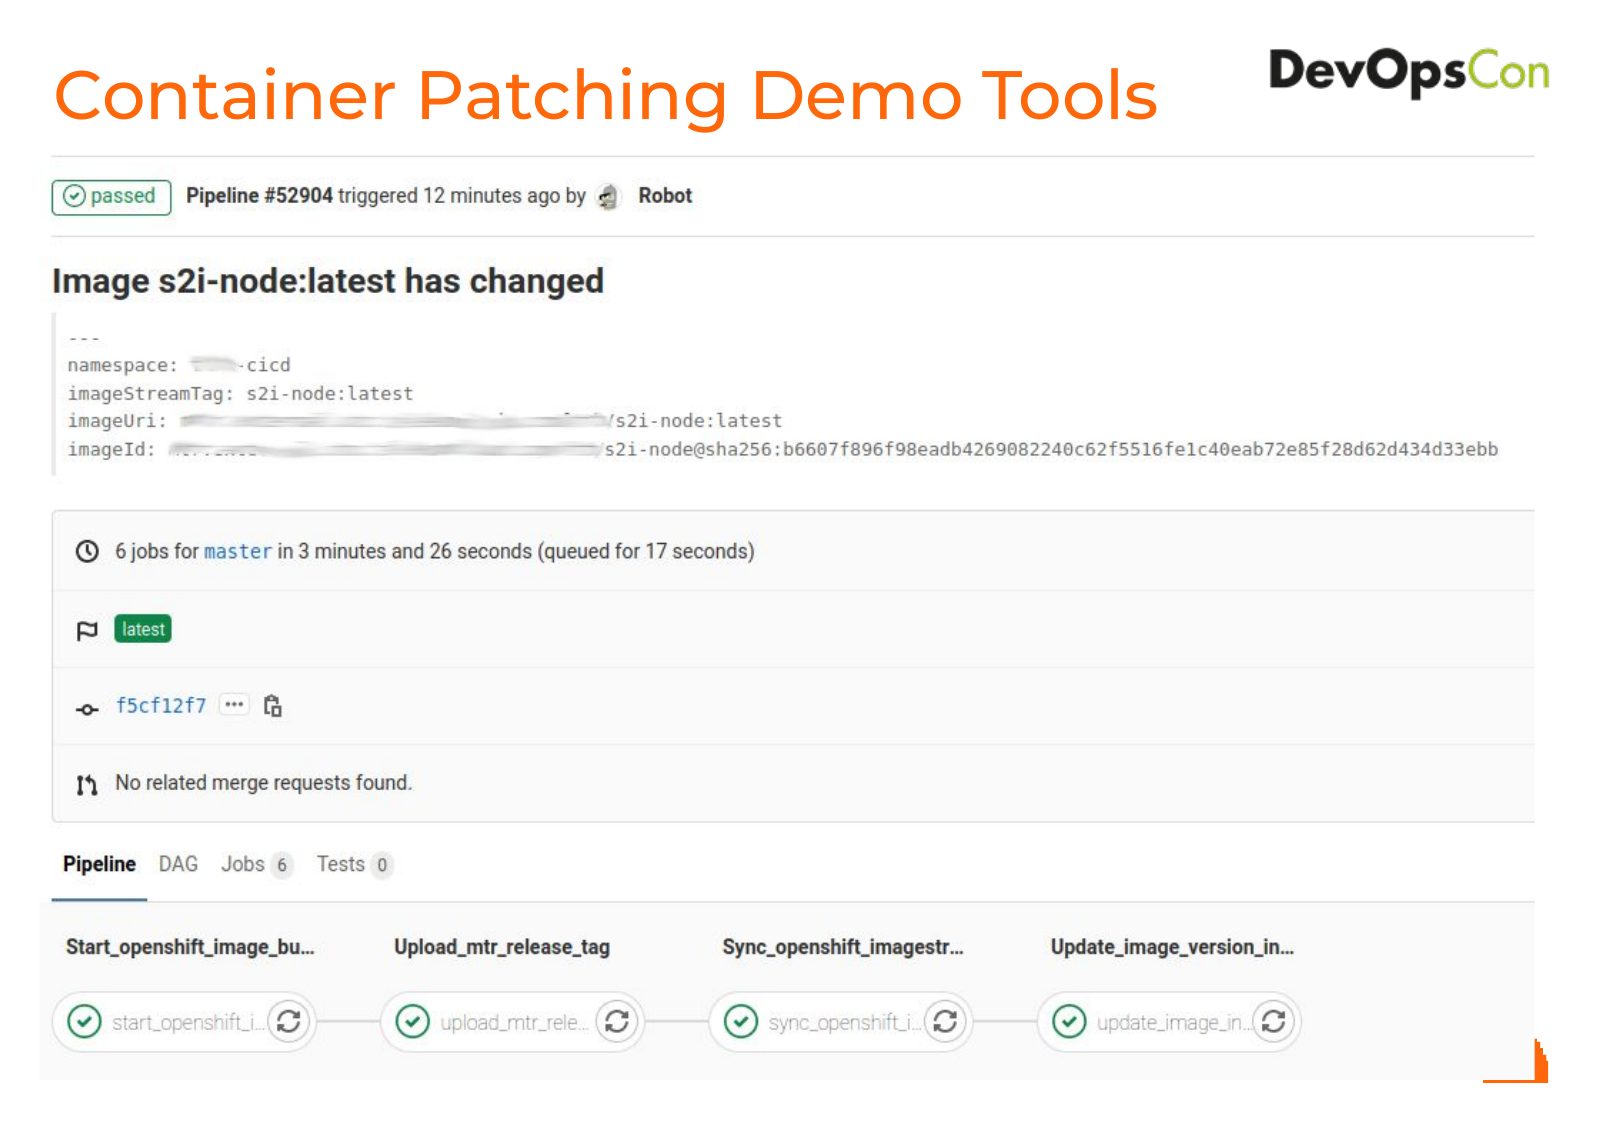 Container Patching Demo Tools
DevOpsCon
passed Pipeline #52904 triggered 12 minutes ago by Robot
Image s2i-node:latest has changed
---
namespace: -cicd
imageStreamTag: s2i-node:latest
imageUri: /s2i-node:latest
imageId: /s2i-node@sha256:b6607f896f98eadb4269082240c62f5516fe1c40eab72e85f28d62d434d33ebb
6 jobs for master in 3 minutes and 26 seconds (queued for 17 seconds)
latest
f5cf12f7 ...
No related merge requests found.
Pipeline DAG Jobs 6 Tests 0
Start_openshift_image_bu... Upload_mtr_release_tag Sync_openshift_imagestr... Update_image_version_in...
start_openshift_i... upload_mtr_rele... sync_openshift_i... update_image_in...